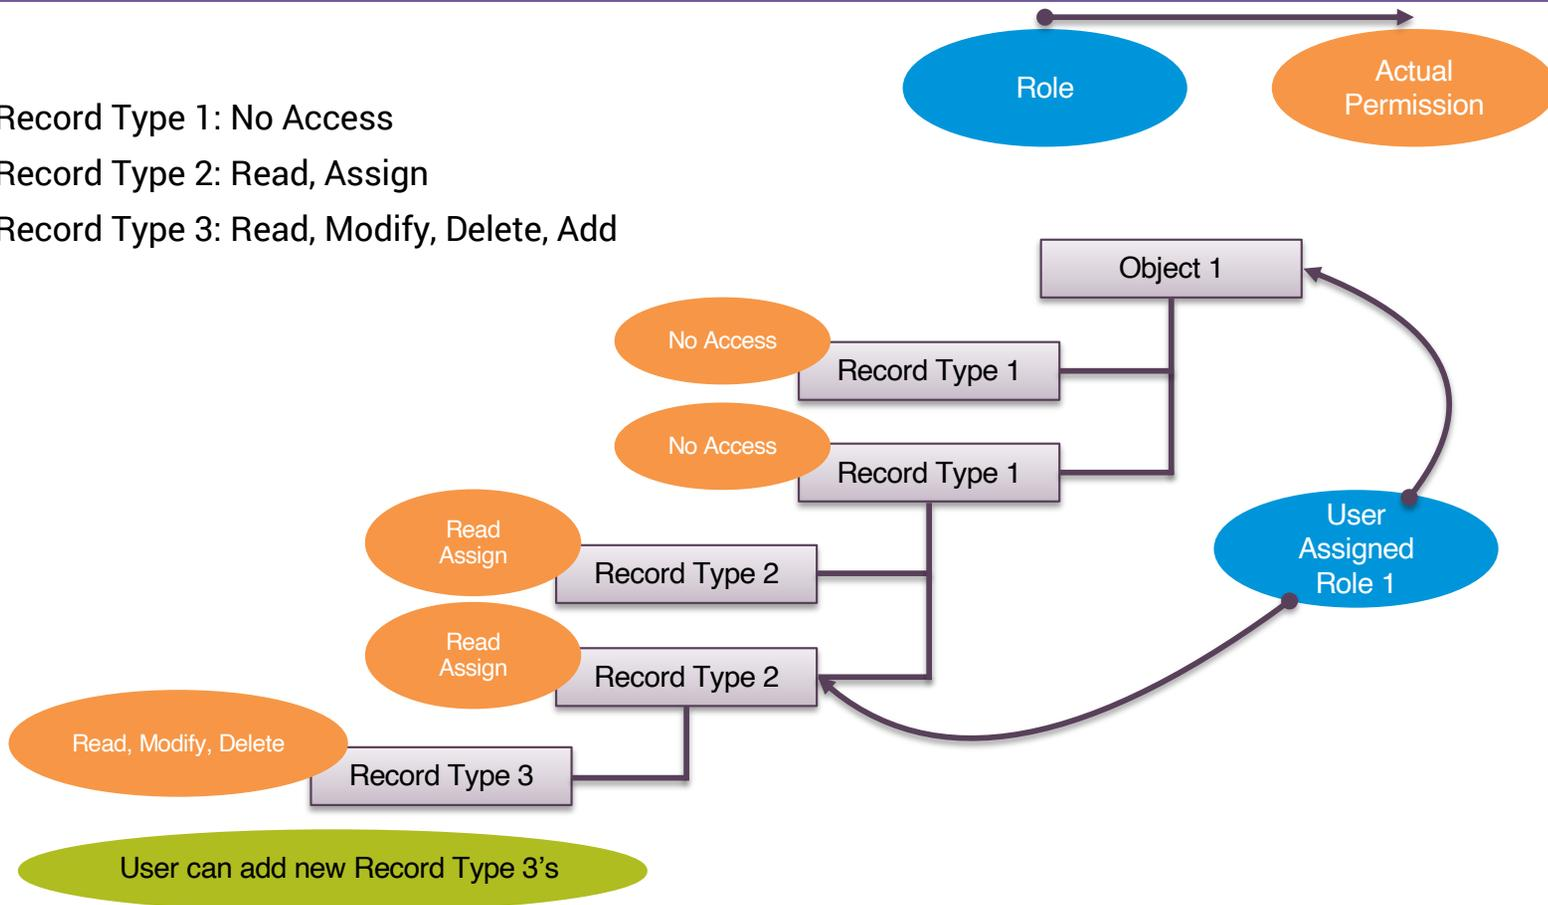 Role
Actual
Permission
Record Type 1: No Access
Record Type 2: Read, Assign
Record Type 3: Read, Modify, Delete, Add
Object 1
No Access
Record Type 1
No Access
Record Type 1
User
Assigned
Role 1
Read
Assign
Record Type 2
Read
Assign
Record Type 2
Read, Modify, Delete
Record Type 3
User can add new Record Type 3’s